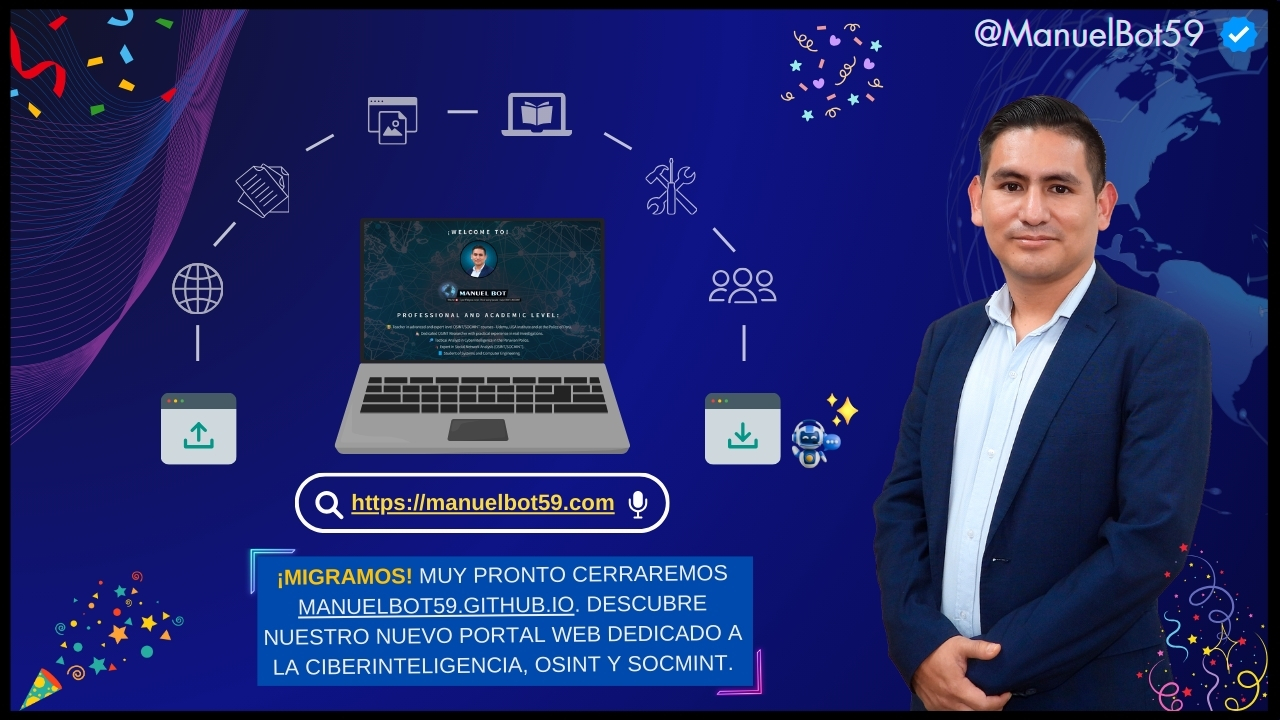 @ManuelBot59
¡WELCOME TO!
MANUEL BOT
PROFESSIONAL AND ACADEMIC LEVEL:
https://manuelbot59.com
¡MIGRAMOS! MUY PRONTO CERRAREMOS
MANUELBOT59.GITHUB.IO. DESCUBRE
NUESTRO NUEVO PORTAL WEB DEDICADO A
LA CIBERINTELIGENCIA, OSINT Y SOCMINT.